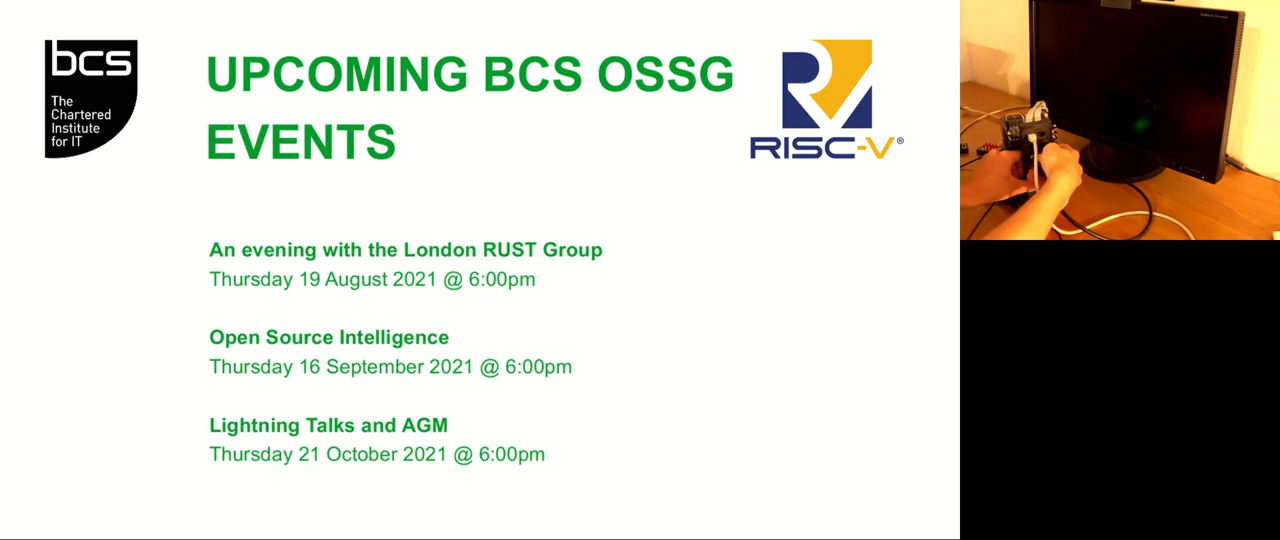 bcs
The
Chartered
Institute
for IT
UPCOMING BCS OSSG
EVENTS
RISC-V®
An evening with the London RUST Group
Thursday 19 August 2021 @ 6:00pm
Open Source Intelligence
Thursday 16 September 2021 @ 6:00pm
Lightning Talks and AGM
Thursday 21 October 2021 @ 6:00pm